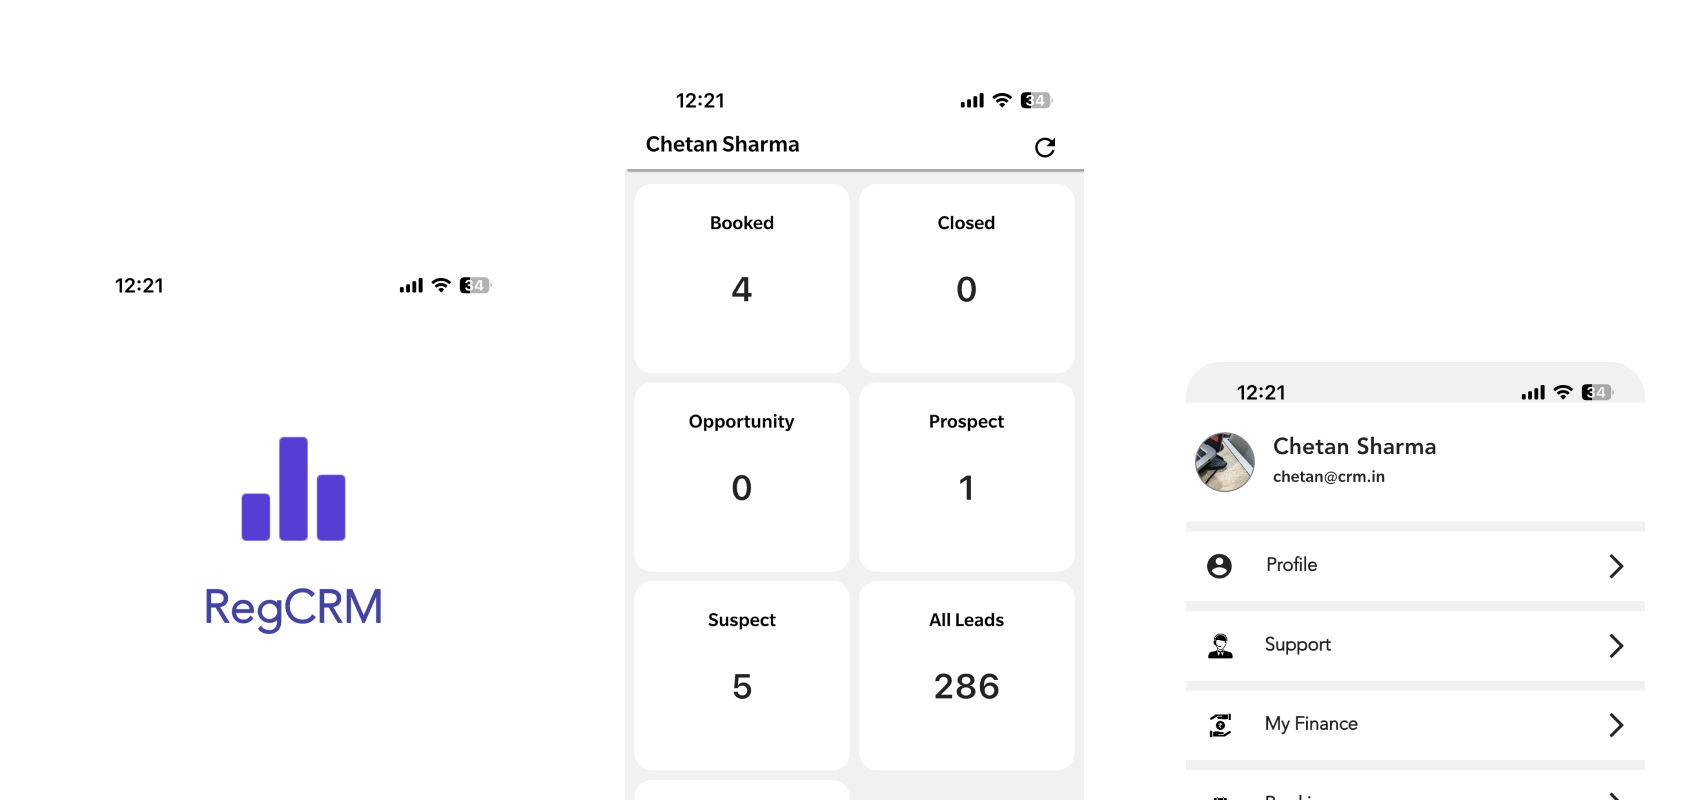 12:21
34
RegCRM
12:21
34
Chetan Sharma
Booked
Closed
4
0
Opportunity
Prospect
0
1
Suspect
All Leads
5
286
12:21
34
Chetan Sharma
chetan@crm.in
Profile
Support
My Finance